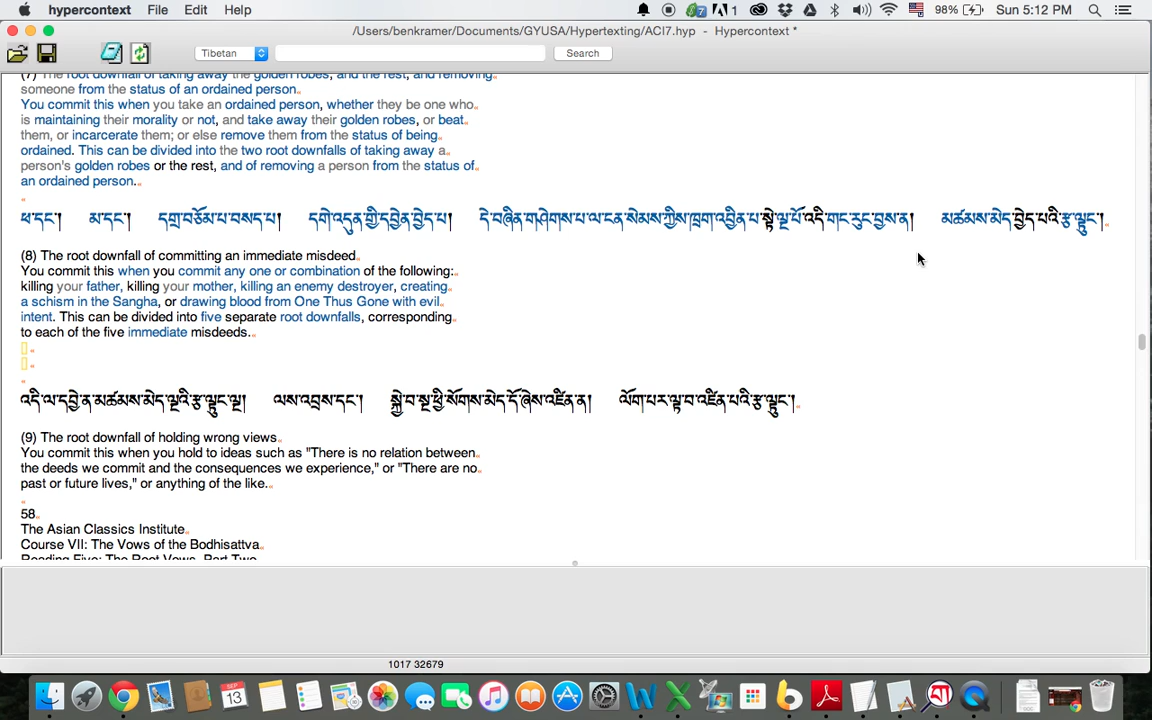 hypercontext File Edit Help 7 1 98% Sun 5:12 PM
/Users/benkramer/Documents/GYUSA/Hypertexting/ACI7.hyp - Hypercontext *
Tibetan Search
(7) The root downfall of taking away the golden robes, and the rest, and removing
someone from the status of an ordained person.
You commit this when you take an ordained person, whether they be one who
is maintaining their morality or not, and take away their golden robes, or beat
them, or incarcerate them; or else remove them from the status of being
ordained. This can be divided into the two root downfalls of taking away a
person's golden robes or the rest, and of removing a person from the status of
an ordained person.
ཕ་དང་། མ་དང་། དགྲ་བཅོམ་པ་བསད་པ། དགེ་འདུན་གྱི་དབྱེན་བྱེད་པ། དེ་བཞིན་གཤེགས་པ་ལ་ངན་སེམས་ཀྱིས་ཁྲག་འབྱིན་པ་སྟེ་ལྔ་པོ་འདི་གང་རུང་བྱས་ན། མཚམས་མེད་བྱེད་པའི་རྩ་ལྟུང་།
(8) The root downfall of committing an immediate misdeed.
You commit this when you commit any one or combination of the following:
killing your father, killing your mother, killing an enemy destroyer, creating
a schism in the Sangha, or drawing blood from One Thus Gone with evil
intent. This can be divided into five separate root downfalls, corresponding
to each of the five immediate misdeeds.
འདི་ལ་དབྱེ་ན་མཚམས་མེད་ལྔའི་རྩ་ལྟུང་ལྔ། ལས་འབྲས་དང་། སྐྱེ་བ་སྔ་ཕྱི་སོགས་མེད་དོ་ཞེས་འཛིན་ན། ལོག་པར་ལྟ་བ་འཛིན་པའི་རྩ་ལྟུང་།
(9) The root downfall of holding wrong views.
You commit this when you hold to ideas such as "There is no relation between
the deeds we commit and the consequences we experience," or "There are no
past or future lives," or anything of the like.
58
The Asian Classics Institute
Course VII: The Vows of the Bodhisattva
Reading Five: The Root Vows, Part Two
1017 32679
SEP
13